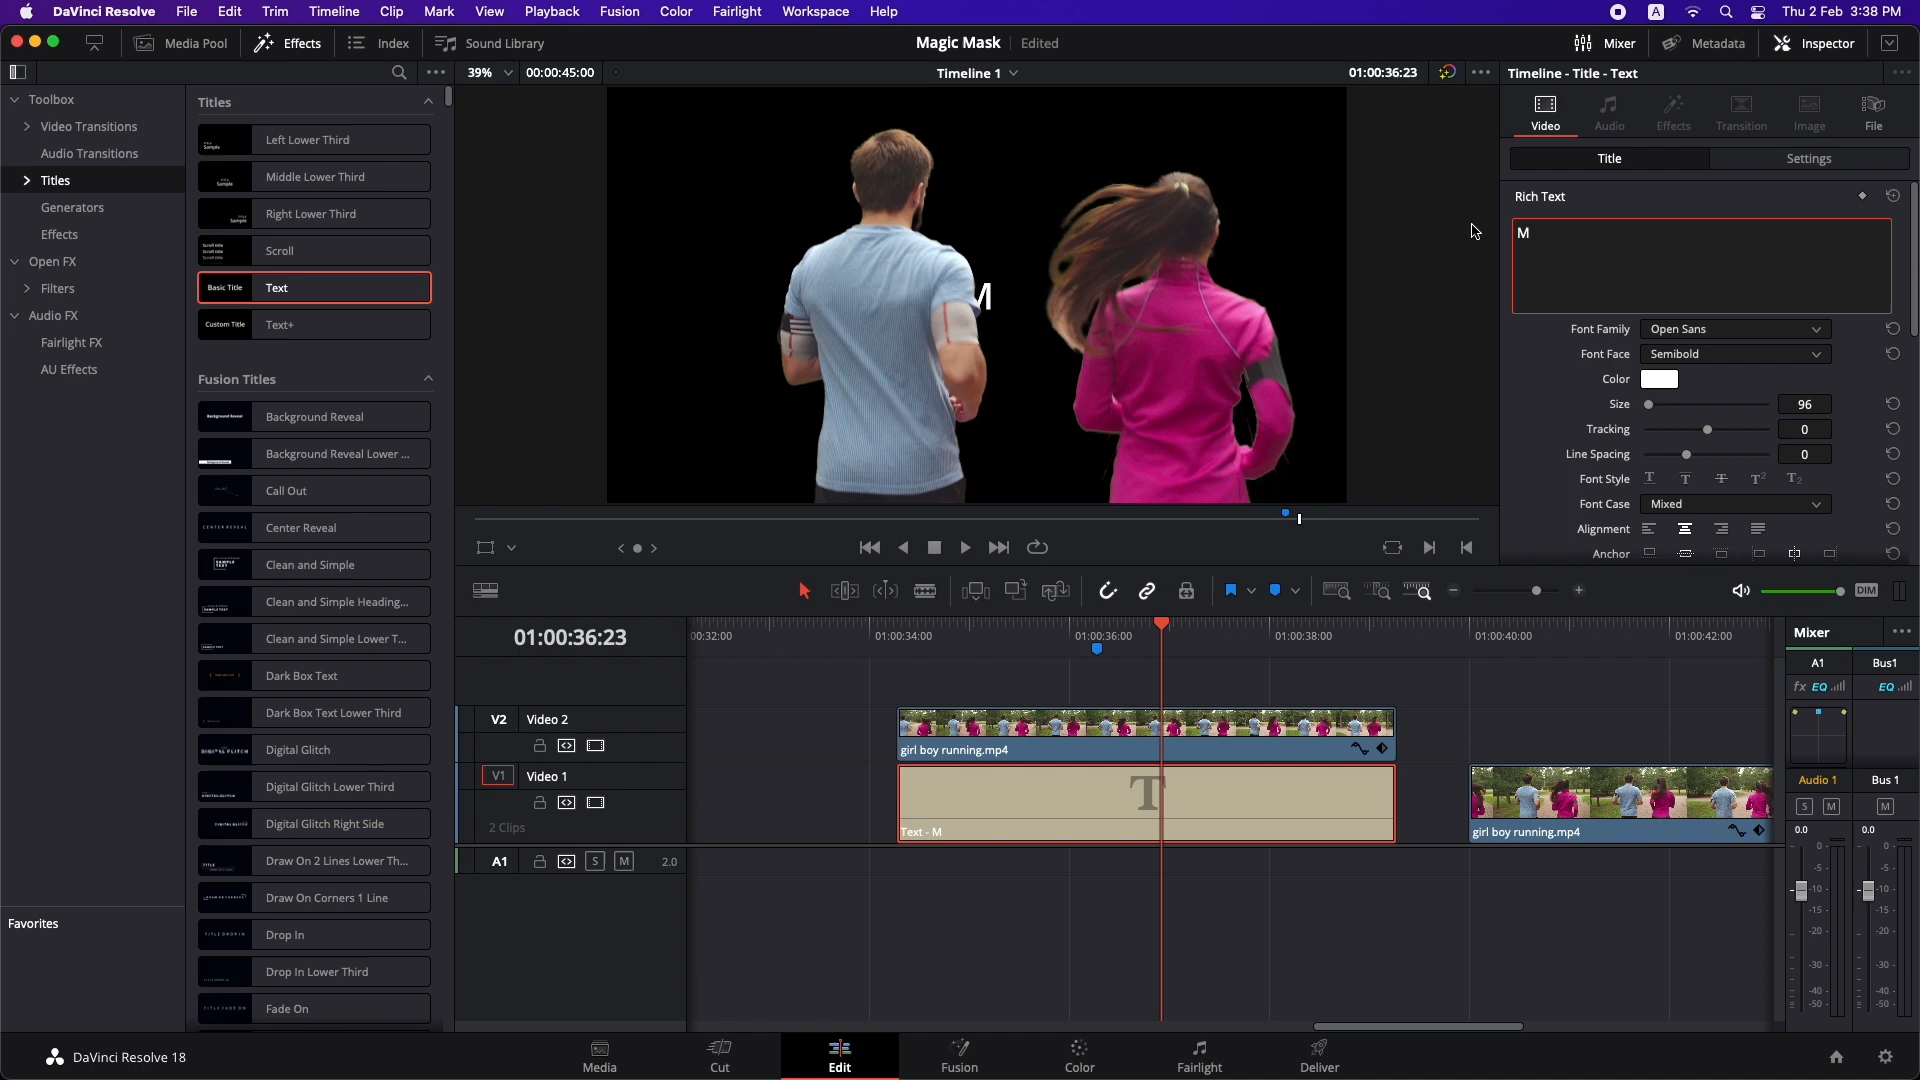 DaVinci Resolve File Edit Trim Timeline Clip Mark View Playback Fusion Color Fairlight Workspace Help A Thu 2 Feb 3:38 PM
Media Pool Effects Index Sound Library Magic Mask Edited Mixer Metadata Inspector
39% 00:00:45:00 Timeline 1 01:00:36:23 Timeline - Title - Text
Toolbox
Video Transitions
Audio Transitions
Titles
Generators
Effects
Open FX
Filters
Audio FX
Fairlight FX
AU Effects
Favorites
Titles
Left Lower Third
Middle Lower Third
Right Lower Third
Scroll
Basic Title Text
Custom Title Text+
Fusion Titles
Background Reveal
Background Reveal Lower ...
Call Out
Center Reveal
Clean and Simple
Clean and Simple Heading...
Clean and Simple Lower T...
Dark Box Text
Dark Box Text Lower Third
Digital Glitch
Digital Glitch Lower Third
Digital Glitch Right Side
Draw On 2 Lines Lower Th...
Draw On Corners 1 Line
Drop In
Drop In Lower Third
Fade On
M
Video Audio Effects Transition Image File
Title Settings
Rich Text
M
Font Family Open Sans
Font Face Semibold
Color
Size 96
Tracking 0
Line Spacing 0
Font Style T T T T2 T2
Font Case Mixed
Alignment
Anchor
DIM
01:00:36:23
00:32:00 01:00:34:00 01:00:36:00 01:00:38:00 01:00:40:00 01:00:42:00
V2 Video 2
girl boy running.mp4
V1 Video 1
2 Clips
T
Text - M
girl boy running.mp4
A1 S M 2.0
Mixer
A1 Bus1
fx EQ EQ
Audio 1 Bus 1
S M M
0.0 0.0
0 0
-5 -5
-10 -10
-15 -15
-20 -20
-30 -30
-40 -40
-50 -50
DaVinci Resolve 18 Media Cut Edit Fusion Color Fairlight Deliver